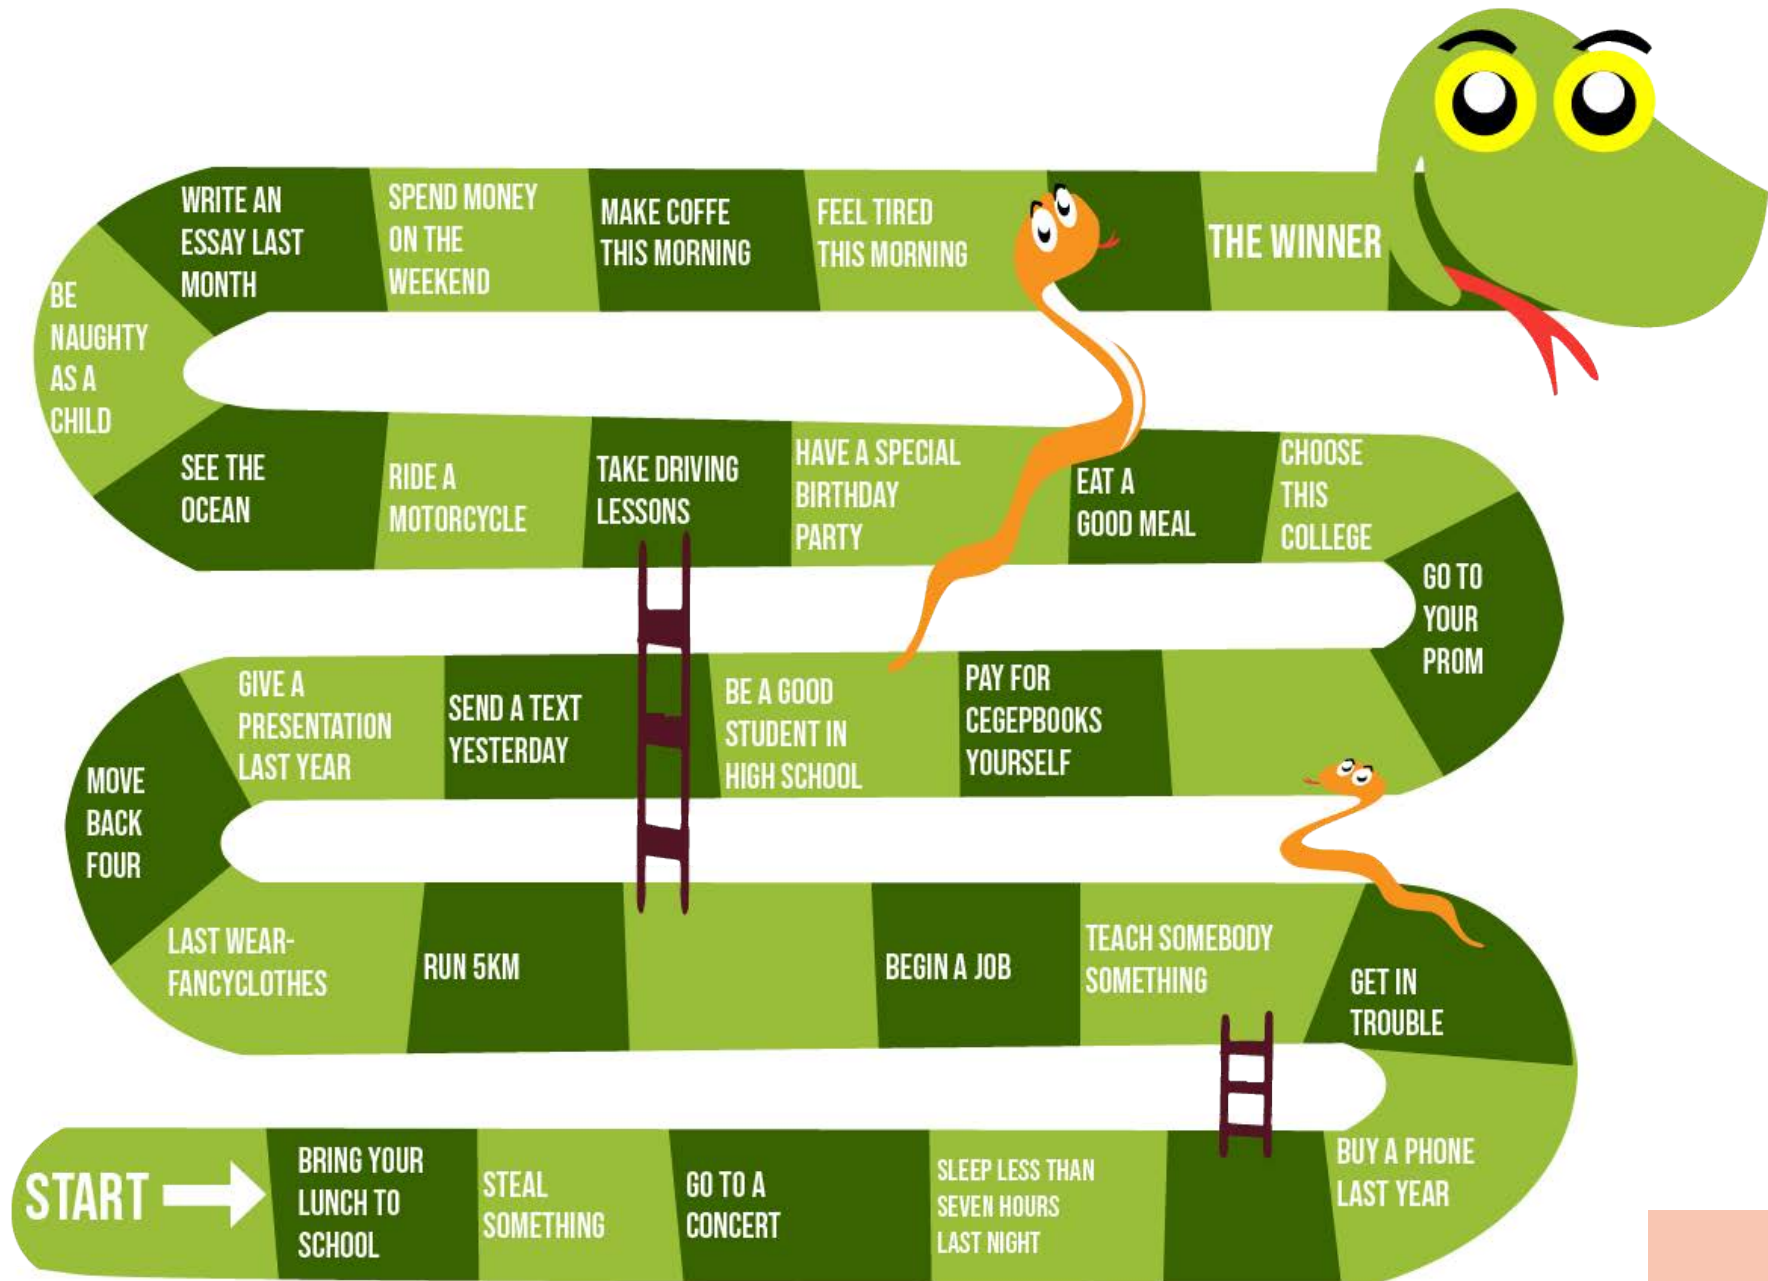 WRITE AN
ESSAY LAST
MONTH
SPEND MONEY
ON THE
WEEKEND
MAKE COFFE
THIS MORNING
FEEL TIRED
THIS MORNING
THE WINNER
BE
NAUGHTY
AS A
CHILD
SEE THE
OCEAN
RIDE A
MOTORCYCLE
TAKE DRIVING
LESSONS
HAVE A SPECIAL
BIRTHDAY
PARTY
EAT A
GOOD MEAL
CHOOSE
THIS
COLLEGE
GO TO
YOUR
PROM
GIVE A
PRESENTATION
LAST YEAR
SEND A TEXT
YESTERDAY
BE A GOOD
STUDENT IN
HIGH SCHOOL
PAY FOR
CEGEPBOOKS
YOURSELF
MOVE
BACK
FOUR
LAST WEAR-
FANCYCLOTHES
RUN 5KM
BEGIN A JOB
TEACH SOMEBODY
SOMETHING
GET IN
TROUBLE
START
BRING YOUR
LUNCH TO
SCHOOL
STEAL
SOMETHING
GO TO A
CONCERT
SLEEP LESS THAN
SEVEN HOURS
LAST NIGHT
BUY A PHONE
LAST YEAR